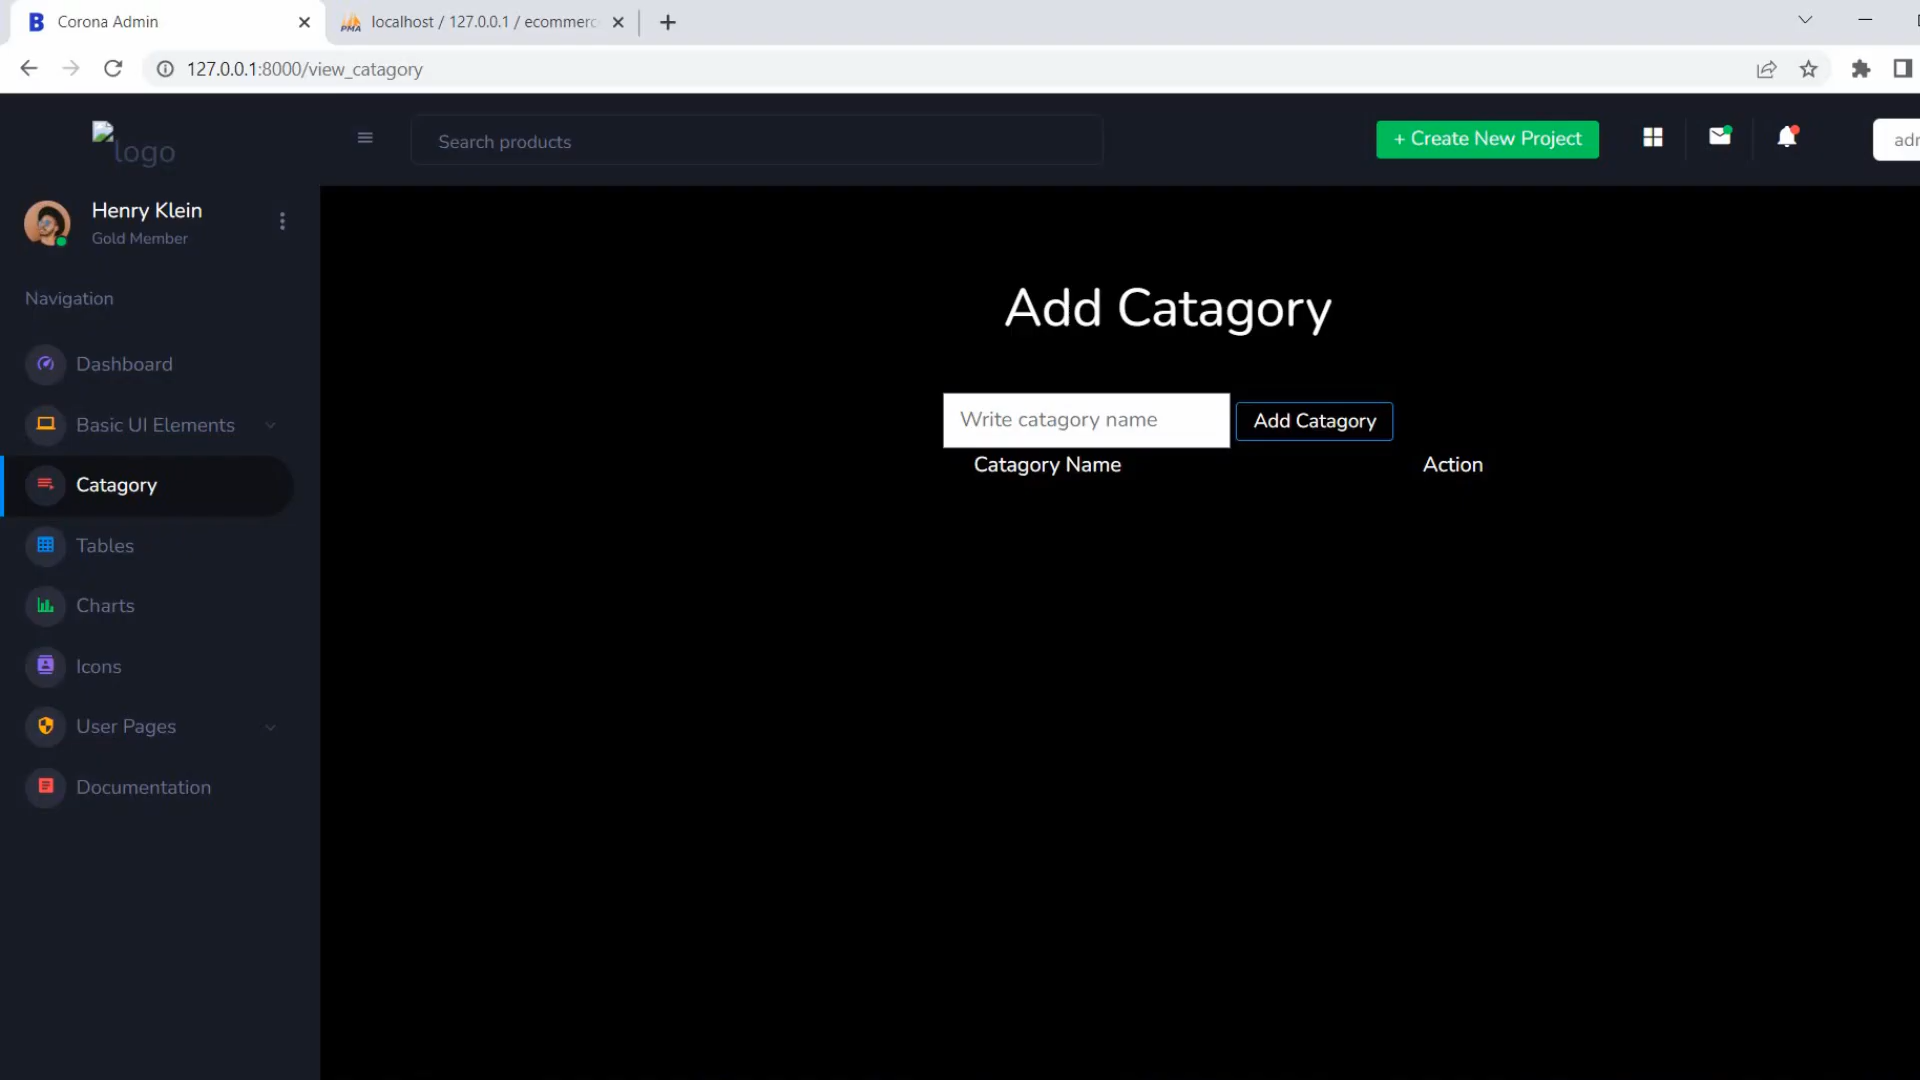 Corona Admin
localhost / 127.0.0.1 / ecommerc
127.0.0.1:8000/view_catagory
logo
Search products
+ Create New Project
adr
Henry Klein
Gold Member
Navigation
Dashboard
Basic UI Elements
Catagory
Tables
Charts
Icons
User Pages
Documentation
Add Catagory
Write catagory name
Add Catagory
Catagory Name
Action